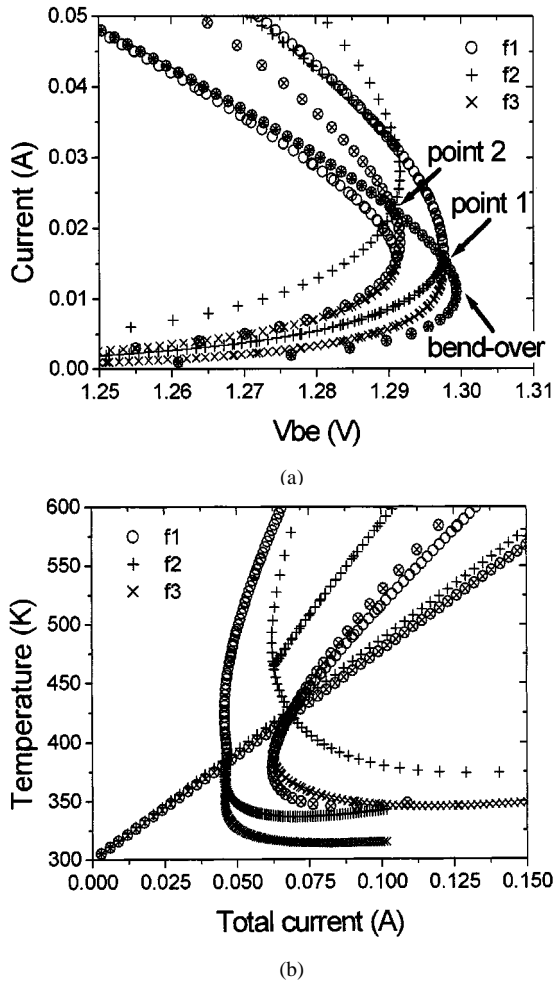 0.05
0.04
0.03
0.02
0.01
0.00
Current (A)
f1
f2
f3
point 2
point 1
bend-over
1.25 1.26 1.27 1.28 1.29 1.30 1.31
Vbe (V)
(a)
600
550
500
450
400
350
300
Temperature (K)
f1
f2
f3
0.000 0.025 0.050 0.075 0.100 0.125 0.150
Total current (A)
(b)